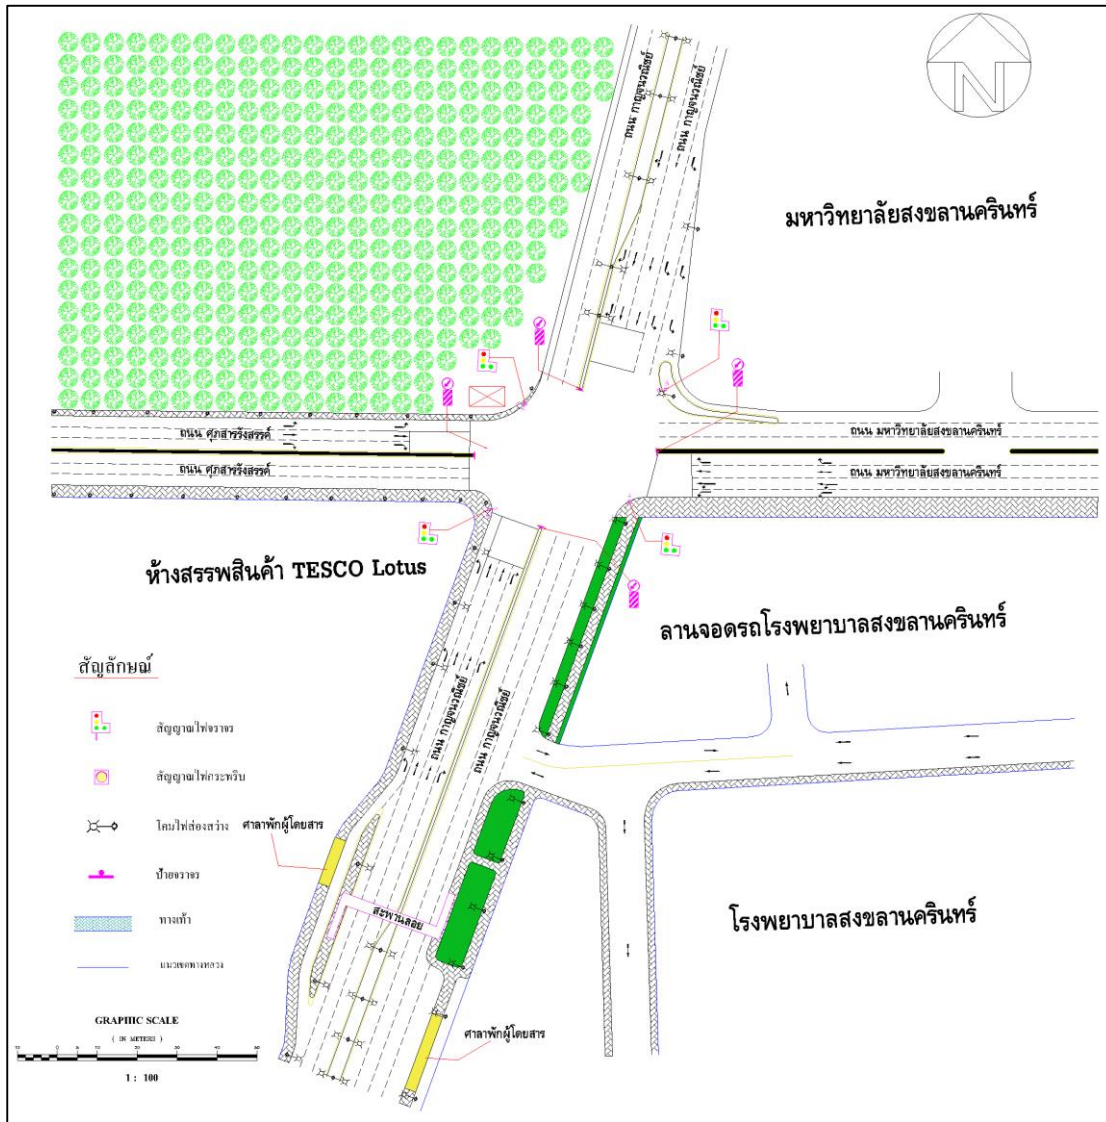 ถนน กาญจนวณิชย์
ถนน กาญจนวณิชย์
N
มหาวิทยาลัยสงขลานครินทร์
ถนน ศุภสารรังสรรค์
ถนน ศุภสารรังสรรค์
ถนน มหาวิทยาลัยสงขลานครินทร์
ถนน มหาวิทยาลัยสงขลานครินทร์
ห้างสรรพสินค้า TESCO Lotus
ลานจอดรถโรงพยาบาลสงขลานครินทร์
ถนน กาญจนวณิชย์
ถนน กาญจนวณิชย์
สัญลักษณ์
สัญญาณไฟจราจร
สัญญาณไฟกระพริบ
โคมไฟส่องสว่าง
ป้ายจราจร
ทางเท้า
แนวเขตทางหลวง
ศาลาพักผู้โดยสาร
สะพานลอย
โรงพยาบาลสงขลานครินทร์
ศาลาพักผู้โดยสาร
GRAPHIC SCALE
( IN METERS )
10 0 5 10 20 30 40 50
1 : 100